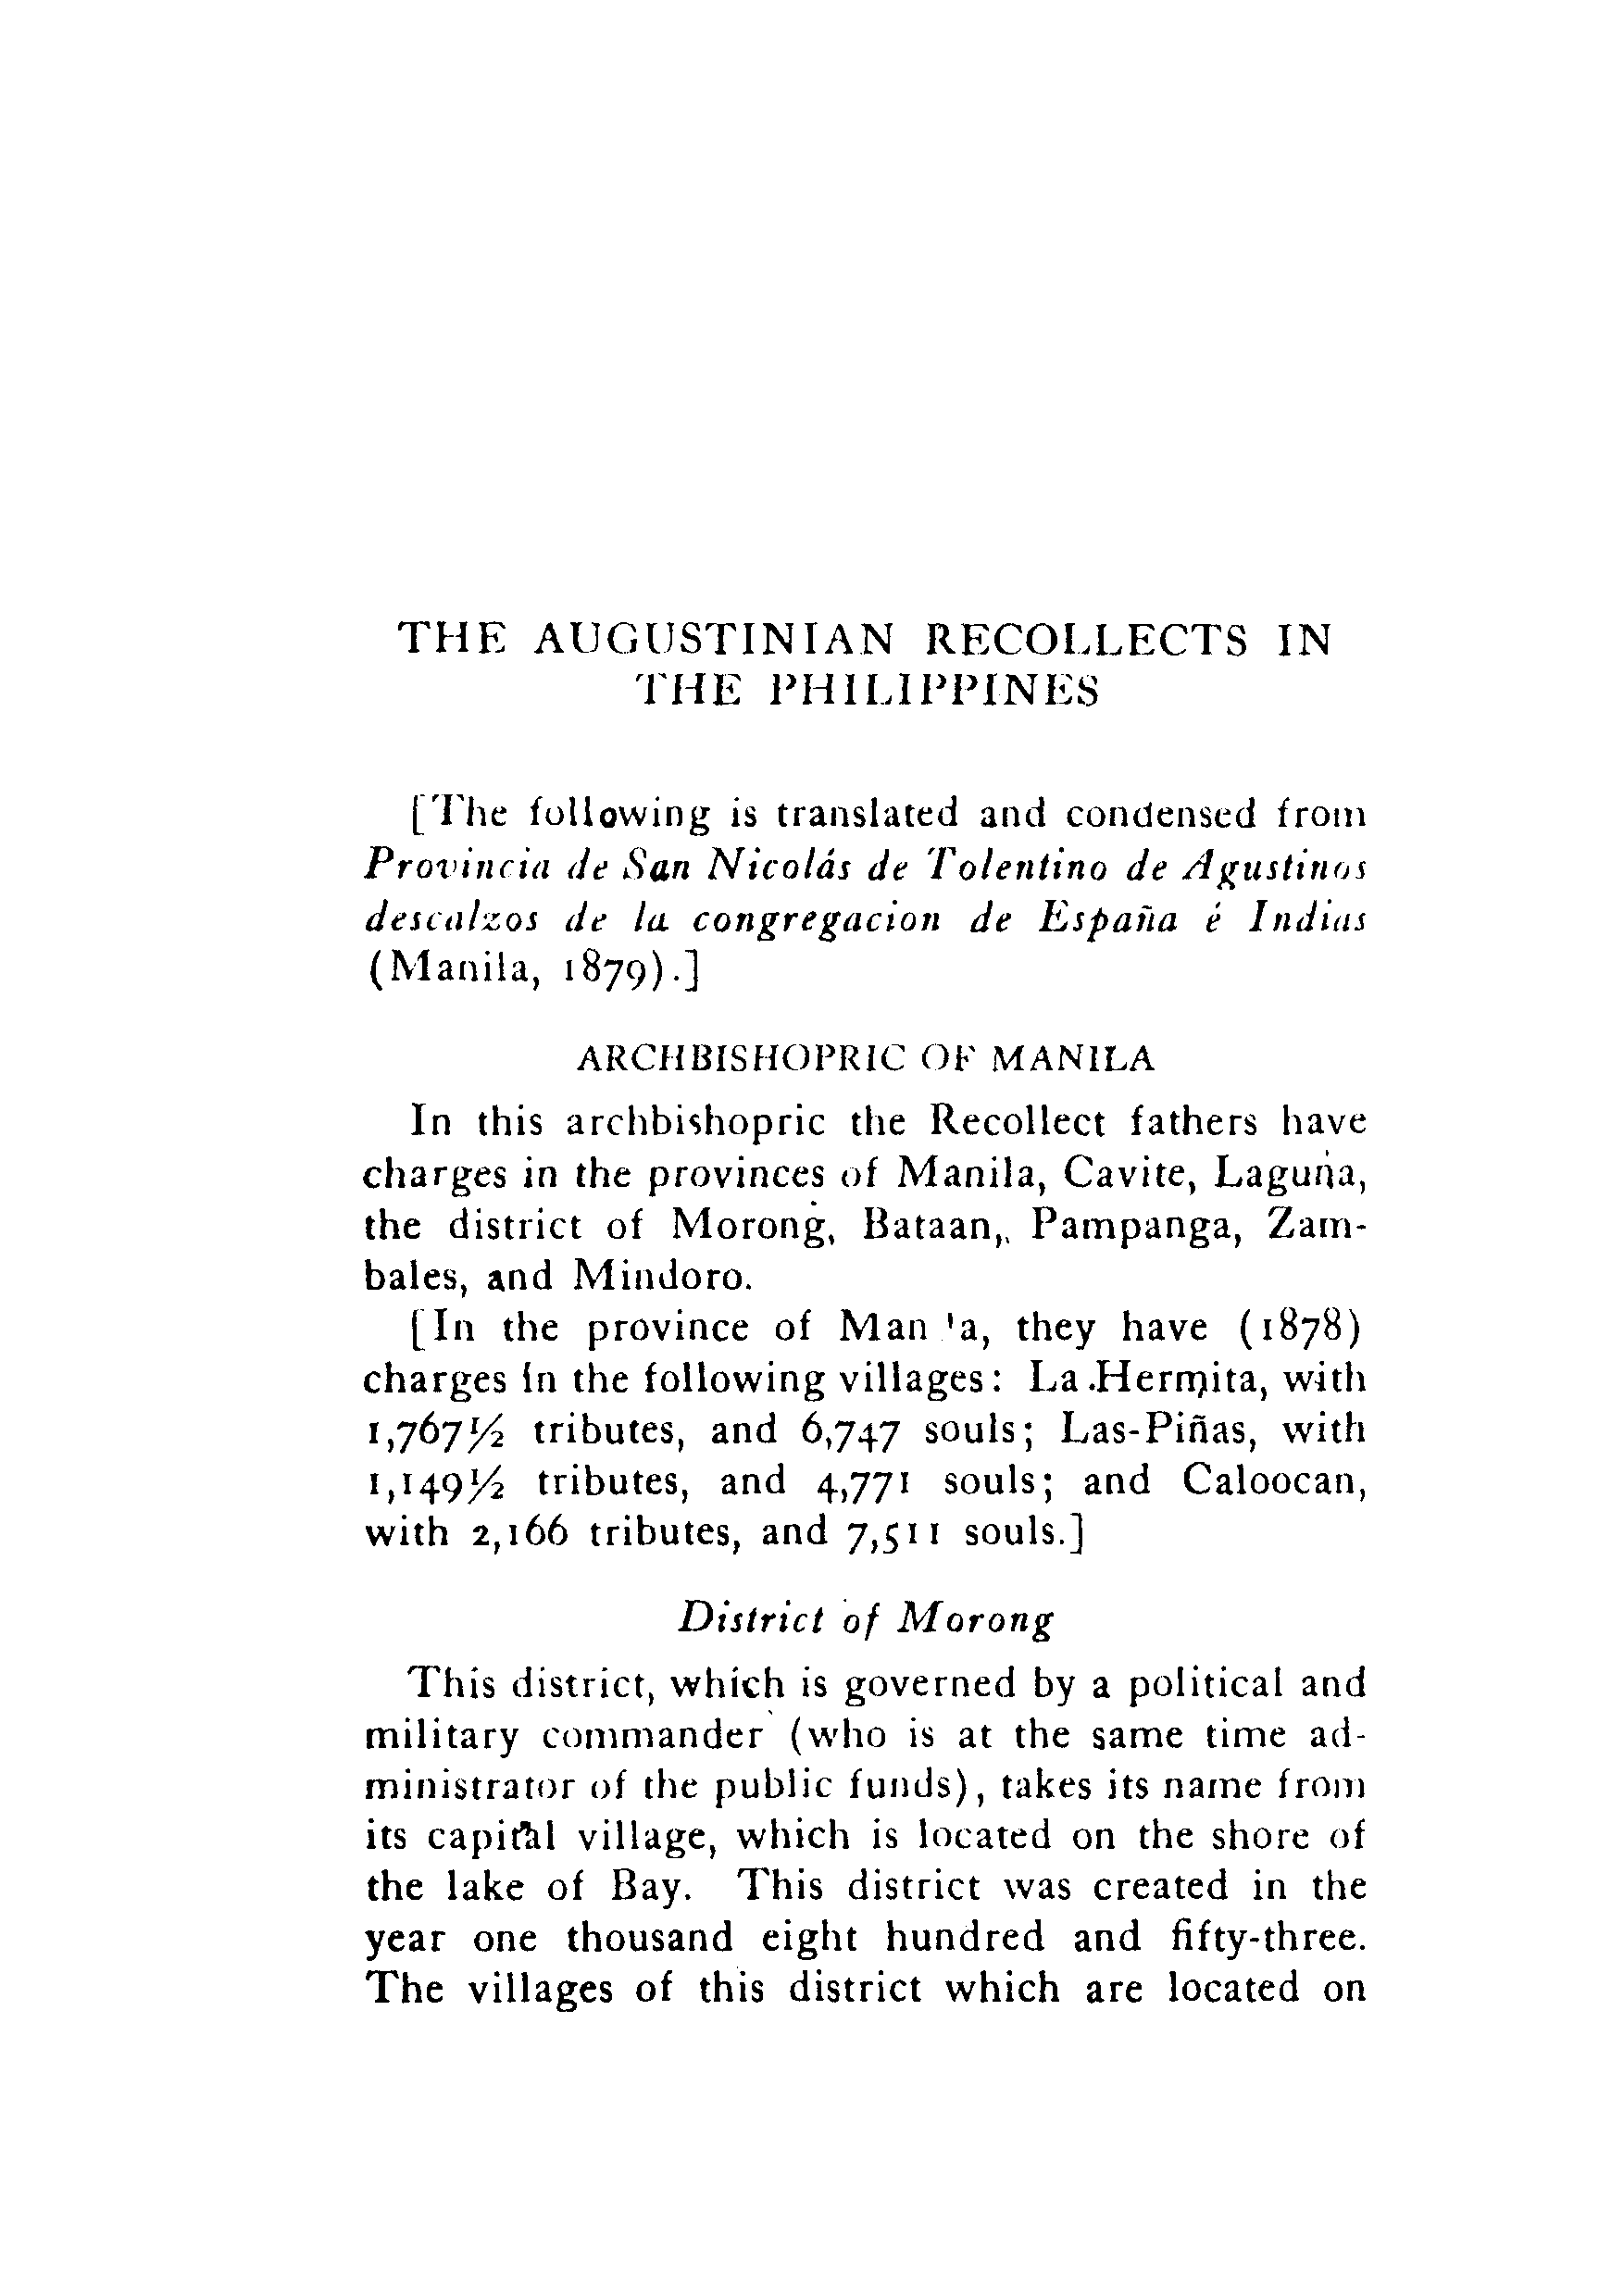 THE AUGUSTINIAN RECOLLECTS IN
THE PHILIPPINES
[The following is translated and condensed from
Provincia de San Nicolás de Tolentino de Agustinos
descalzos de la congregacion de España é Indias
(Manila, 1879).]
ARCHBISHOPRIC OF MANILA
In this archbishopric the Recollect fathers have
charges in the provinces of Manila, Cavite, Laguna,
the district of Morong, Bataan, Pampanga, Zam-
bales, and Mindoro.
[In the province of Man 'a, they have (1878)
charges in the following villages: La Hermita, with
1,767½ tributes, and 6,747 souls; Las-Piñas, with
1,149½ tributes, and 4,771 souls; and Caloocan,
with 2,166 tributes, and 7,511 souls.]
District of Morong
This district, which is governed by a political and
military commander (who is at the same time ad-
ministrator of the public funds), takes its name from
its capital village, which is located on the shore of
the lake of Bay. This district was created in the
year one thousand eight hundred and fifty-three.
The villages of this district which are located on